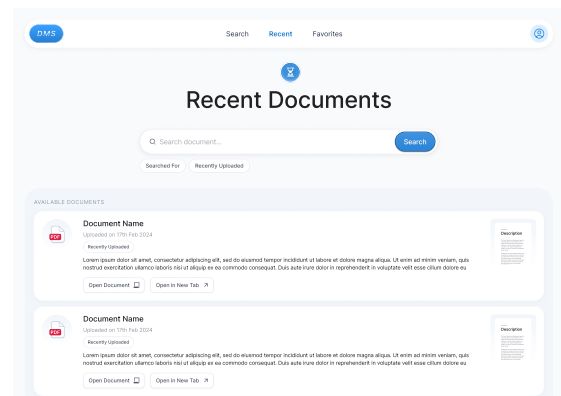 DMS
Search
Recent
Favorites
Recent Documents
Search document...
Search
Searched For
Recently Uploaded
AVAILABLE DOCUMENTS
PDF
Document Name
Uploaded on 17th Feb 2024
Recently Uploaded
Lorem ipsum dolor sit amet, consectetur adipiscing elit, sed do eiusmod tempor incididunt ut labore et dolore magna aliqua. Ut enim ad minim veniam, quis
nostrud exercitation ullamco laboris nisi ut aliquip ex ea commodo consequat. Duis aute irure dolor in reprehenderit in voluptate velit esse cillum dolore eu
Open Document
Open in New Tab
Description
PDF
Document Name
Uploaded on 17th Feb 2024
Recently Uploaded
Lorem ipsum dolor sit amet, consectetur adipiscing elit, sed do eiusmod tempor incididunt ut labore et dolore magna aliqua. Ut enim ad minim veniam, quis
nostrud exercitation ullamco laboris nisi ut aliquip ex ea commodo consequat. Duis aute irure dolor in reprehenderit in voluptate velit esse cillum dolore eu
Open Document
Open in New Tab
Description